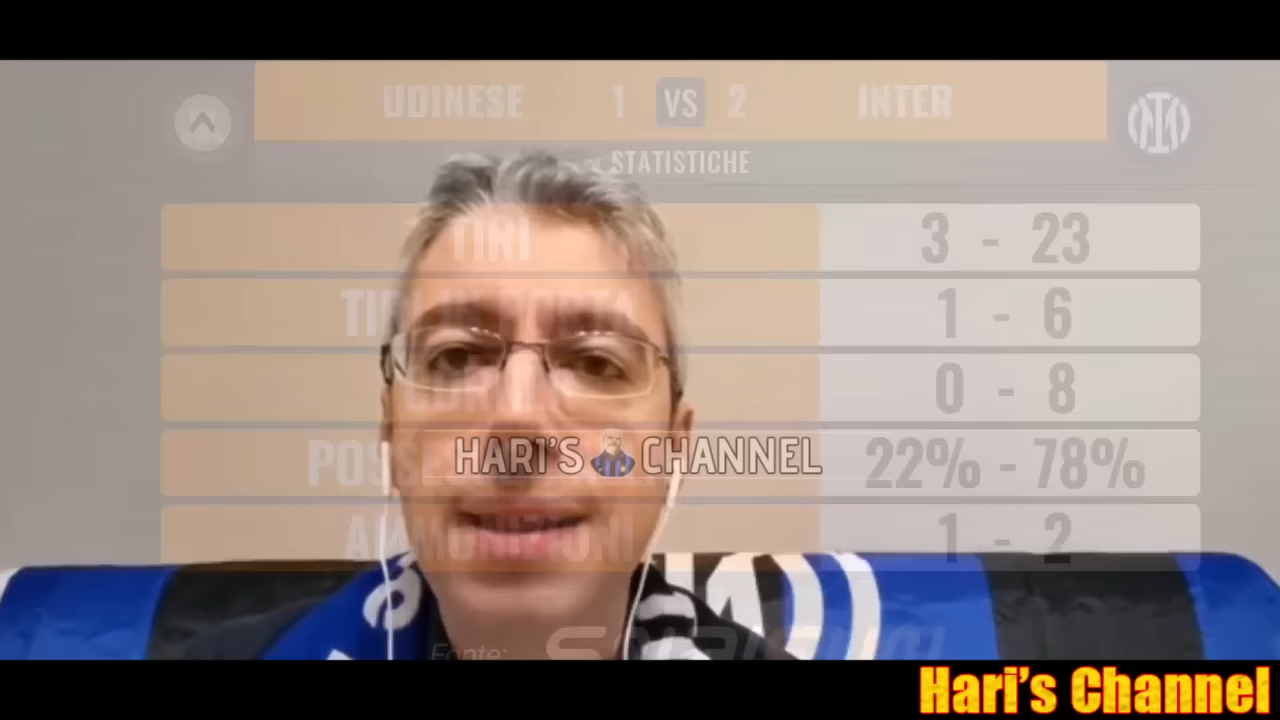 UDINESE 1 VS 2 INTER
STATISTICHE
TIRI 3 - 23
1 - 6
0 - 8
HARI'S CHANNEL
22% - 78%
1 - 2
Fonte:
Hari's Channel